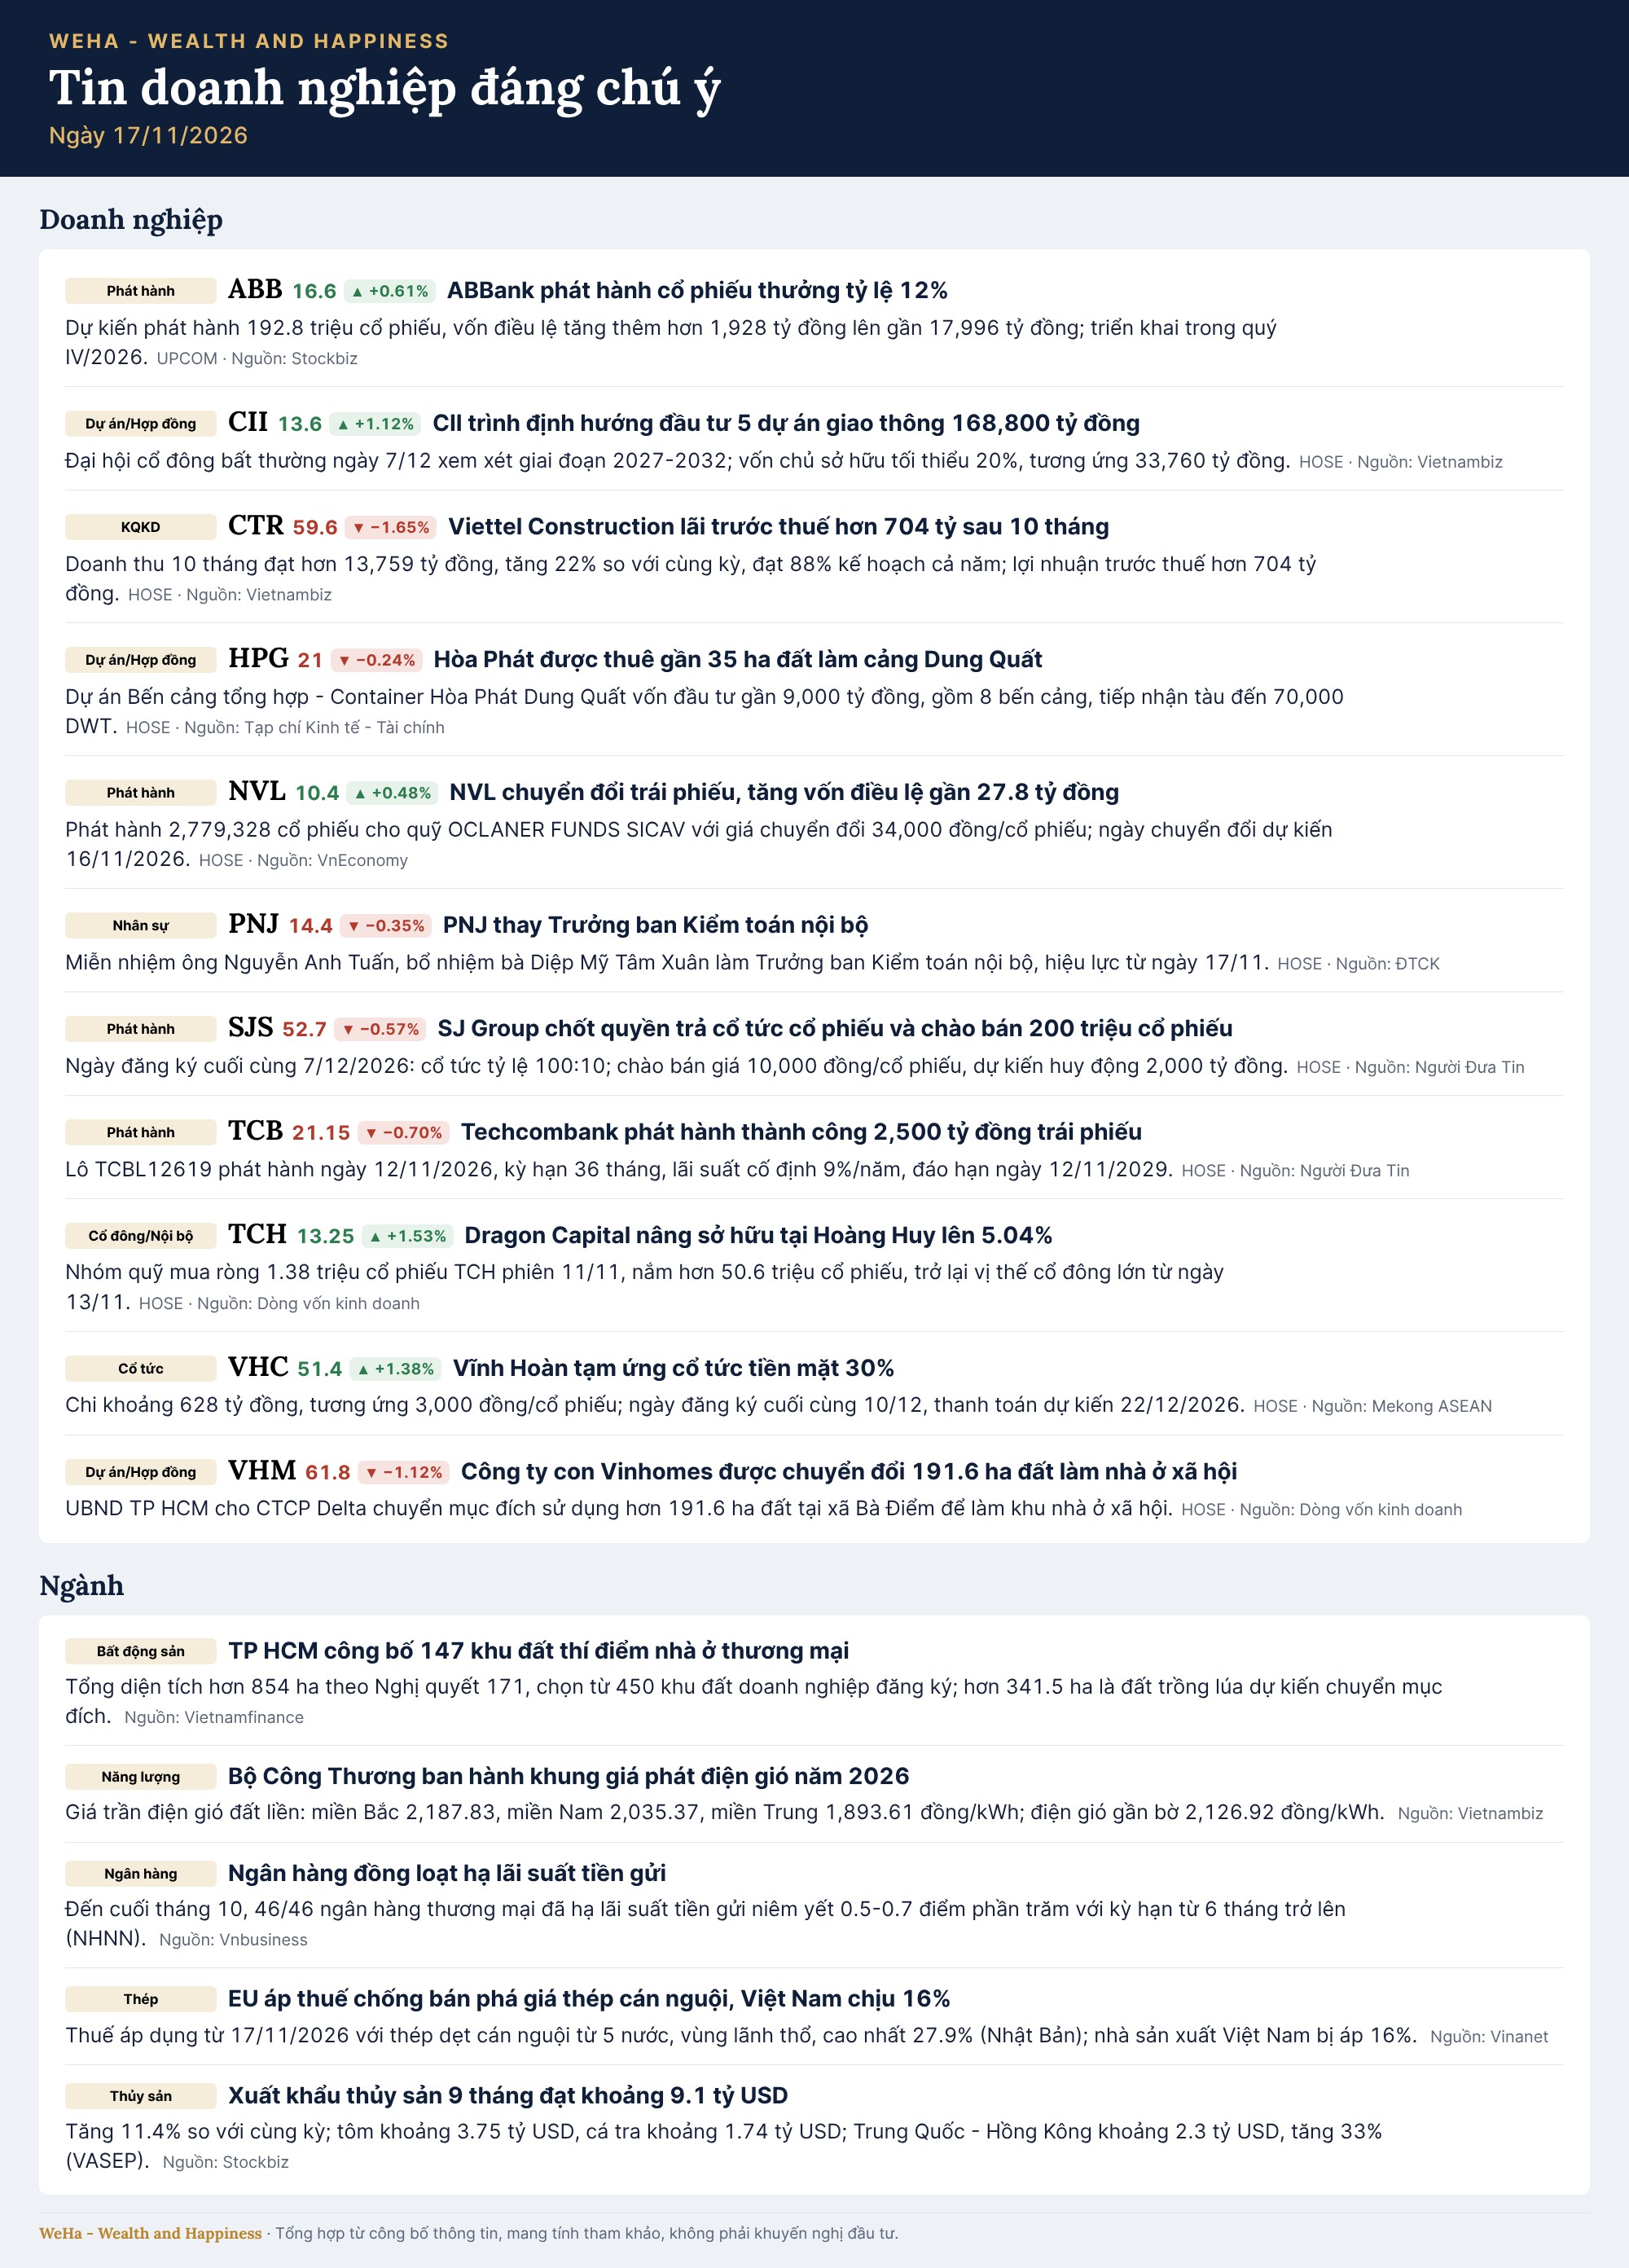 WEHA - WEALTH AND HAPPINESS
Tin doanh nghiệp đáng chú ý
Ngày 17/11/2026
Doanh nghiệp
Phát hành ABB 16.6 ▲ +0.61% ABBank phát hành cổ phiếu thưởng tỷ lệ 12%
Dự kiến phát hành 192.8 triệu cổ phiếu, vốn điều lệ tăng thêm hơn 1,928 tỷ đồng lên gần 17,996 tỷ đồng; triển khai trong quý
IV/2026. UPCOM · Nguồn: Stockbiz
Dự án/Hợp đồng CII 13.6 ▲ +1.12% CII trình định hướng đầu tư 5 dự án giao thông 168,800 tỷ đồng
Đại hội cổ đông bất thường ngày 7/12 xem xét giai đoạn 2027-2032; vốn chủ sở hữu tối thiểu 20%, tương ứng 33,760 tỷ đồng. HOSE · Nguồn: Vietnambiz
KQKD CTR 59.6 ▼ −1.65% Viettel Construction lãi trước thuế hơn 704 tỷ sau 10 tháng
Doanh thu 10 tháng đạt hơn 13,759 tỷ đồng, tăng 22% so với cùng kỳ, đạt 88% kế hoạch cả năm; lợi nhuận trước thuế hơn 704 tỷ
đồng. HOSE · Nguồn: Vietnambiz
Dự án/Hợp đồng HPG 21 ▼ −0.24% Hòa Phát được thuê gần 35 ha đất làm cảng Dung Quất
Dự án Bến cảng tổng hợp - Container Hòa Phát Dung Quất vốn đầu tư gần 9,000 tỷ đồng, gồm 8 bến cảng, tiếp nhận tàu đến 70,000
DWT. HOSE · Nguồn: Tạp chí Kinh tế - Tài chính
Phát hành NVL 10.4 ▲ +0.48% NVL chuyển đổi trái phiếu, tăng vốn điều lệ gần 27.8 tỷ đồng
Phát hành 2,779,328 cổ phiếu cho quỹ OCLANER FUNDS SICAV với giá chuyển đổi 34,000 đồng/cổ phiếu; ngày chuyển đổi dự kiến
16/11/2026. HOSE · Nguồn: VnEconomy
Nhân sự PNJ 14.4 ▼ −0.35% PNJ thay Trưởng ban Kiểm toán nội bộ
Miễn nhiệm ông Nguyễn Anh Tuấn, bổ nhiệm bà Diệp Mỹ Tâm Xuân làm Trưởng ban Kiểm toán nội bộ, hiệu lực từ ngày 17/11. HOSE · Nguồn: ĐTCK
Phát hành SJS 52.7 ▼ −0.57% SJ Group chốt quyền trả cổ tức cổ phiếu và chào bán 200 triệu cổ phiếu
Ngày đăng ký cuối cùng 7/12/2026: cổ tức tỷ lệ 100:10; chào bán giá 10,000 đồng/cổ phiếu, dự kiến huy động 2,000 tỷ đồng. HOSE · Nguồn: Người Đưa Tin
Phát hành TCB 21.15 ▼ −0.70% Techcombank phát hành thành công 2,500 tỷ đồng trái phiếu
Lô TCBL12619 phát hành ngày 12/11/2026, kỳ hạn 36 tháng, lãi suất cố định 9%/năm, đáo hạn ngày 12/11/2029. HOSE · Nguồn: Người Đưa Tin
Cổ đông/Nội bộ TCH 13.25 ▲ +1.53% Dragon Capital nâng sở hữu tại Hoàng Huy lên 5.04%
Nhóm quỹ mua ròng 1.38 triệu cổ phiếu TCH phiên 11/11, nắm hơn 50.6 triệu cổ phiếu, trở lại vị thế cổ đông lớn từ ngày
13/11. HOSE · Nguồn: Dòng vốn kinh doanh
Cổ tức VHC 51.4 ▲ +1.38% Vĩnh Hoàn tạm ứng cổ tức tiền mặt 30%
Chi khoảng 628 tỷ đồng, tương ứng 3,000 đồng/cổ phiếu; ngày đăng ký cuối cùng 10/12, thanh toán dự kiến 22/12/2026. HOSE · Nguồn: Mekong ASEAN
Dự án/Hợp đồng VHM 61.8 ▼ −1.12% Công ty con Vinhomes được chuyển đổi 191.6 ha đất làm nhà ở xã hội
UBND TP HCM cho CTCP Delta chuyển mục đích sử dụng hơn 191.6 ha đất tại xã Bà Điểm để làm khu nhà ở xã hội. HOSE · Nguồn: Dòng vốn kinh doanh
Ngành
Bất động sản TP HCM công bố 147 khu đất thí điểm nhà ở thương mại
Tổng diện tích hơn 854 ha theo Nghị quyết 171, chọn từ 450 khu đất doanh nghiệp đăng ký; hơn 341.5 ha là đất trồng lúa dự kiến chuyển mục
đích. Nguồn: Vietnamfinance
Năng lượng Bộ Công Thương ban hành khung giá phát điện gió năm 2026
Giá trần điện gió đất liền: miền Bắc 2,187.83, miền Nam 2,035.37, miền Trung 1,893.61 đồng/kWh; điện gió gần bờ 2,126.92 đồng/kWh. Nguồn: Vietnambiz
Ngân hàng Ngân hàng đồng loạt hạ lãi suất tiền gửi
Đến cuối tháng 10, 46/46 ngân hàng thương mại đã hạ lãi suất tiền gửi niêm yết 0.5-0.7 điểm phần trăm với kỳ hạn từ 6 tháng trở lên
(NHNN). Nguồn: Vnbusiness
Thép EU áp thuế chống bán phá giá thép cán nguội, Việt Nam chịu 16%
Thuế áp dụng từ 17/11/2026 với thép dẹt cán nguội từ 5 nước, vùng lãnh thổ, cao nhất 27.9% (Nhật Bản); nhà sản xuất Việt Nam bị áp 16%. Nguồn: Vinanet
Thủy sản Xuất khẩu thủy sản 9 tháng đạt khoảng 9.1 tỷ USD
Tăng 11.4% so với cùng kỳ; tôm khoảng 3.75 tỷ USD, cá tra khoảng 1.74 tỷ USD; Trung Quốc - Hồng Kông khoảng 2.3 tỷ USD, tăng 33%
(VASEP). Nguồn: Stockbiz
WeHa - Wealth and Happiness · Tổng hợp từ công bố thông tin, mang tính tham khảo, không phải khuyến nghị đầu tư.